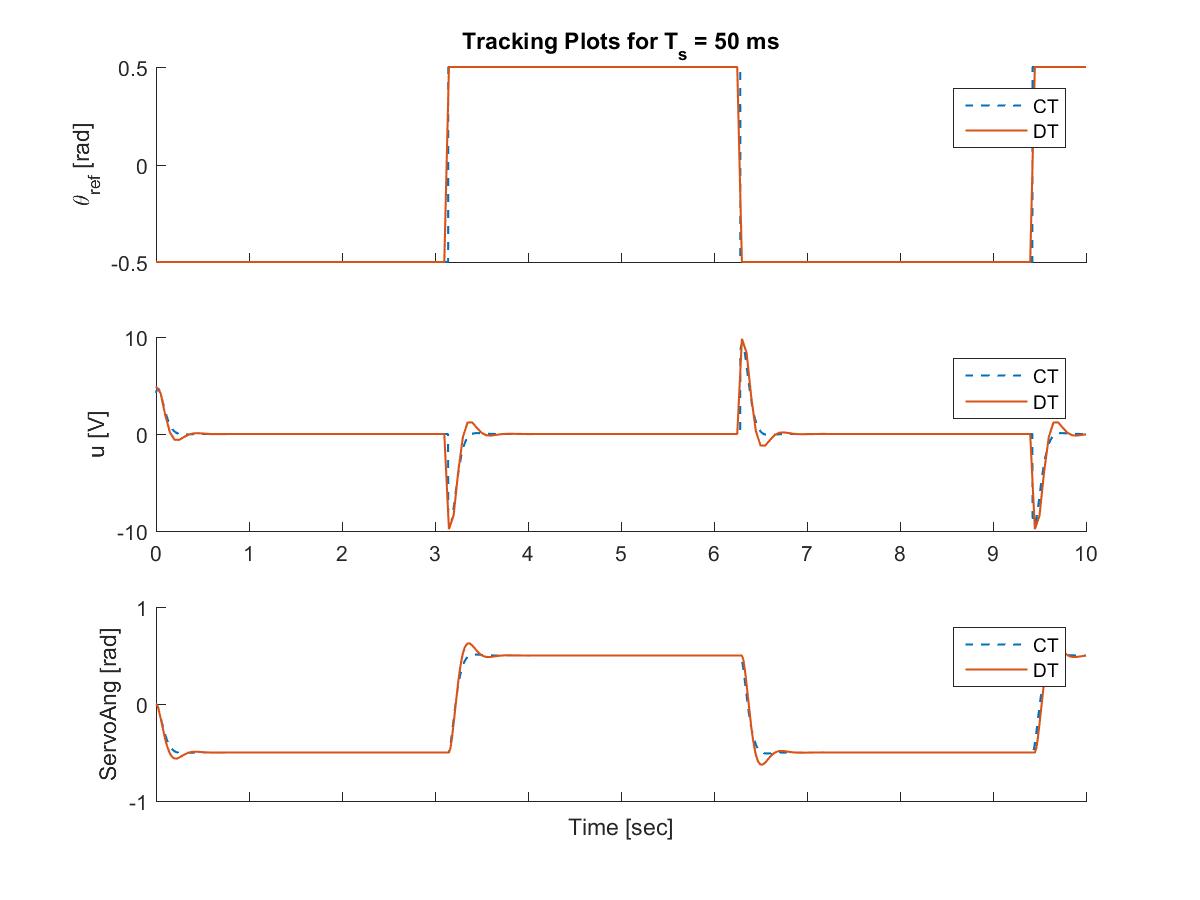 Tracking Plots for Ts = 50 ms
0.5
0
-0.5
θref [rad]
CT
DT
10
0
-10
u [V]
CT
DT
0 1 2 3 4 5 6 7 8 9 10
1
0
-1
ServoAng [rad]
CT
DT
Time [sec]